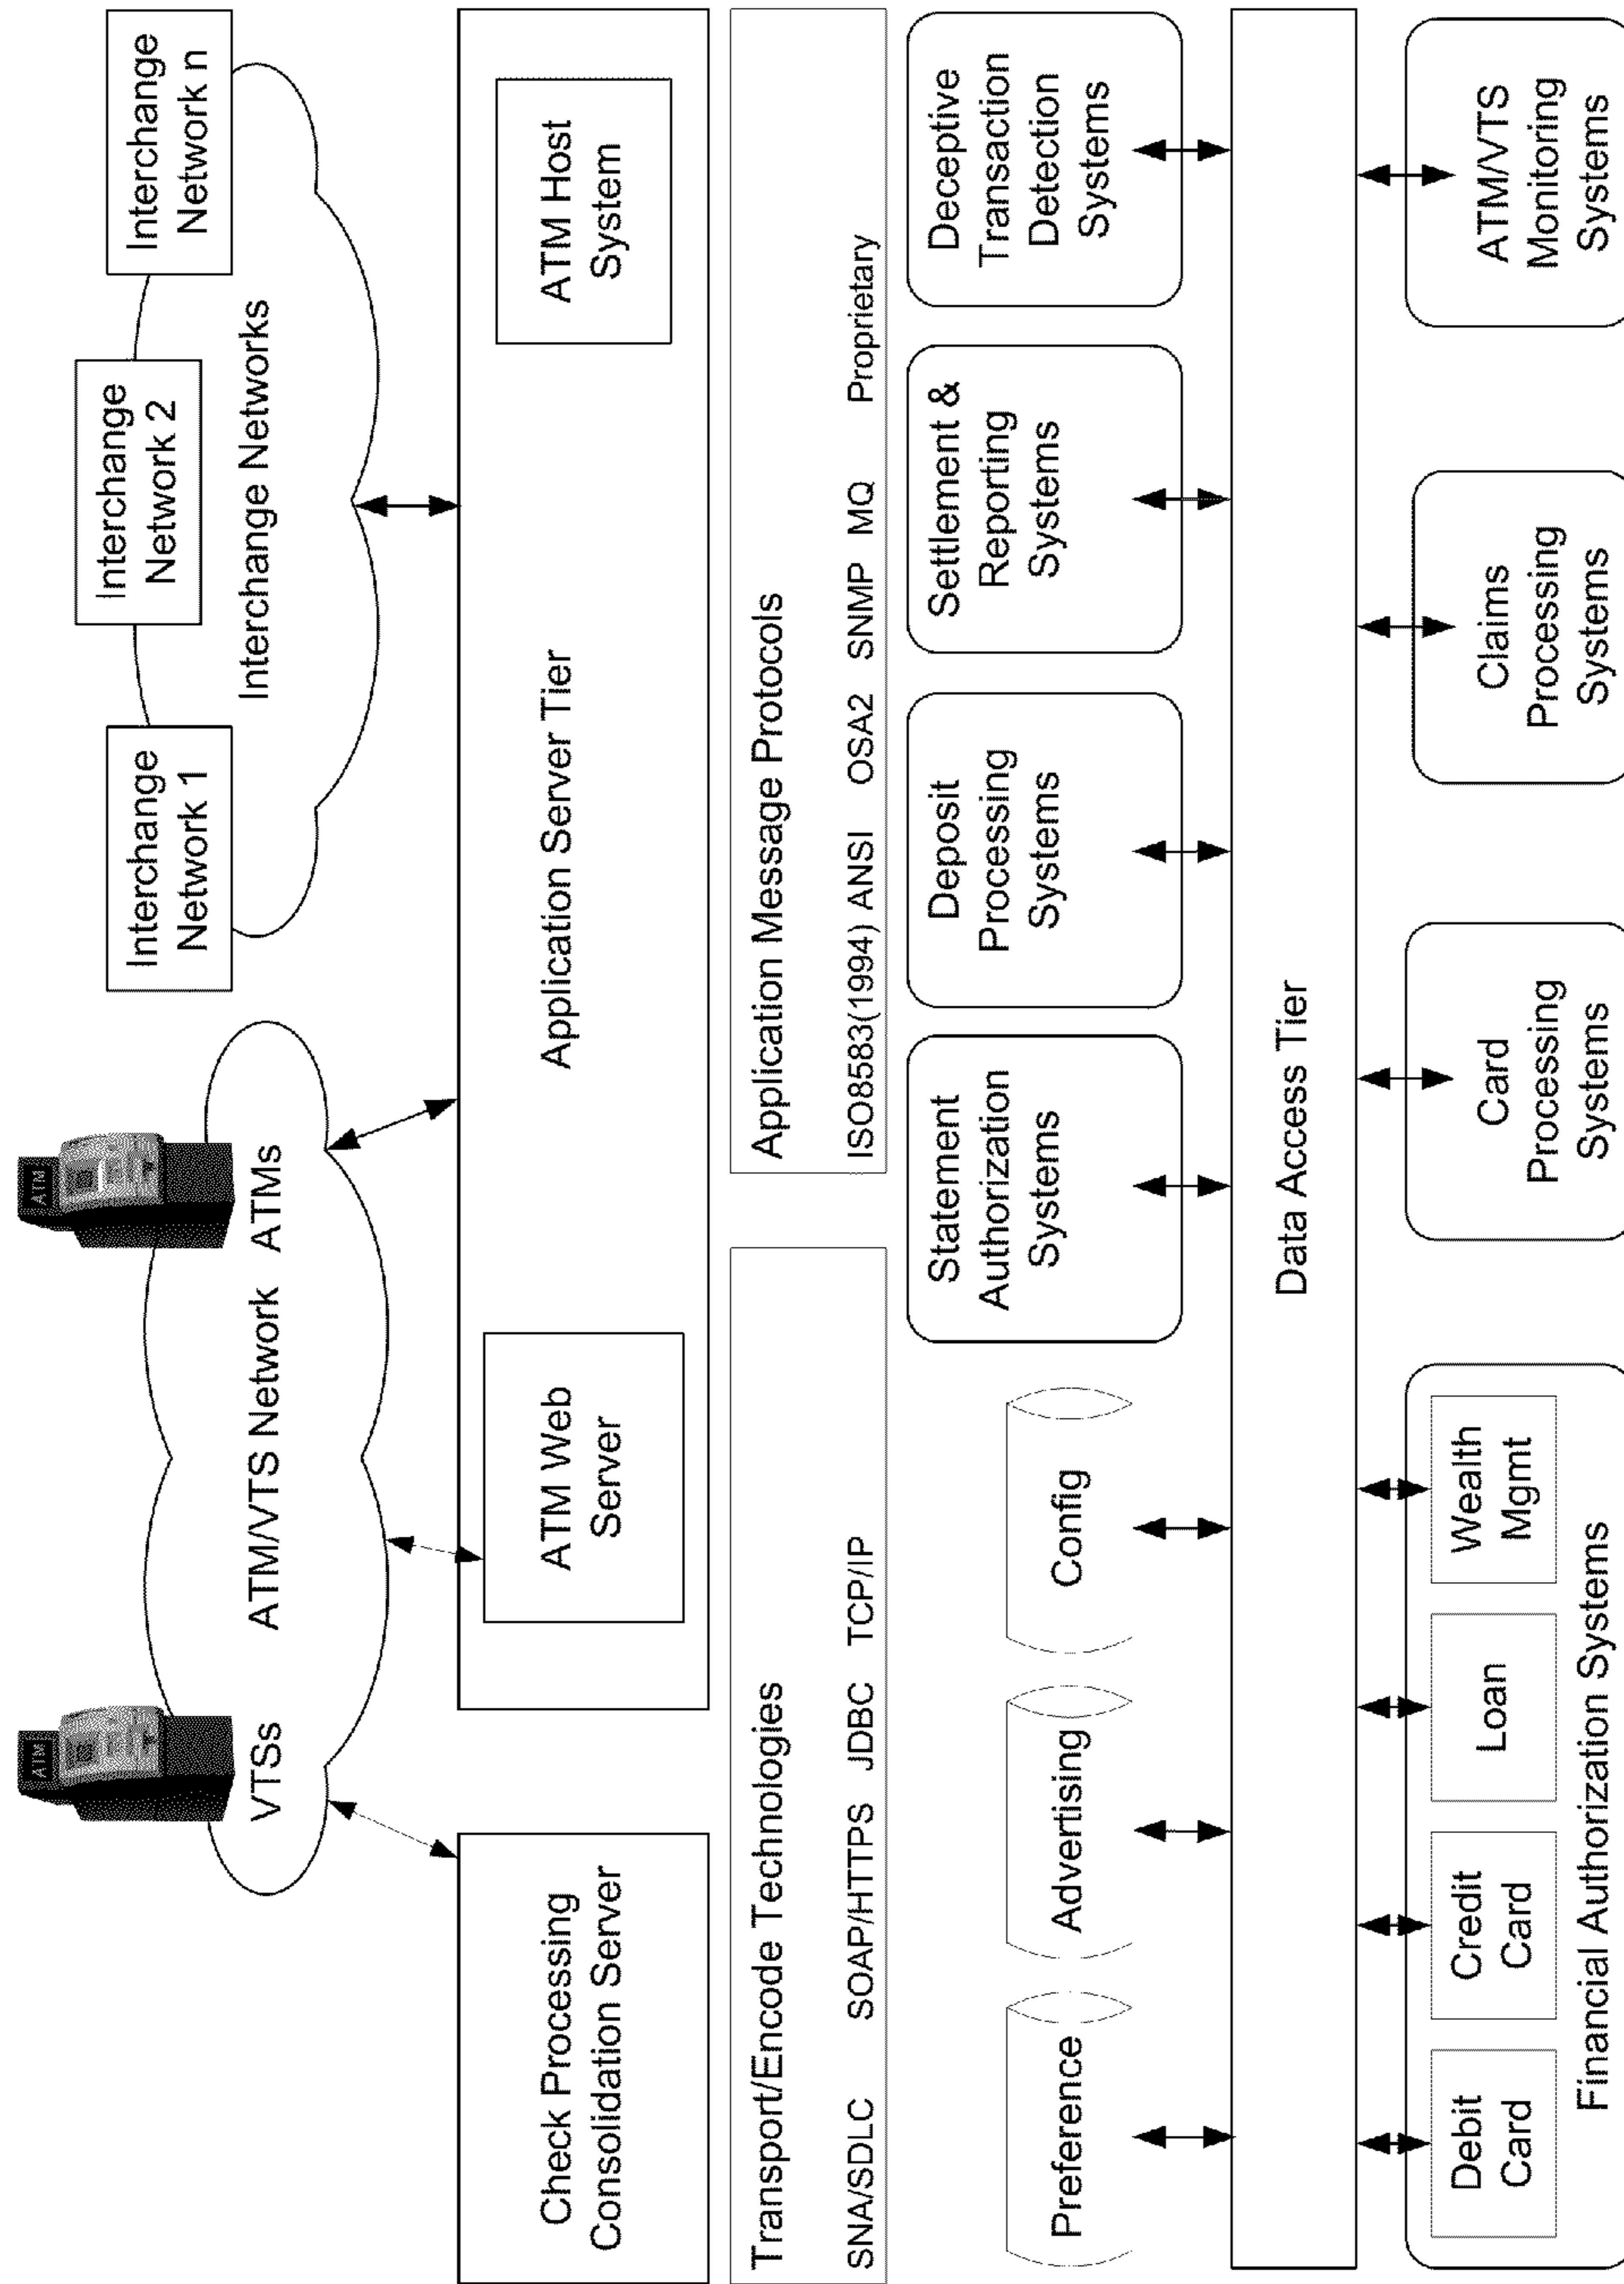 ATM
ATM
VTSs
ATM/VTS Network
ATMs
Interchange
Network 1
Interchange
Network 2
Interchange
Network n
Interchange Networks
Check Processing
Consolidation Server
ATM Web
Server
Application Server Tier
ATM Host
System
Transport/Encode Technologies
SNA/SDLC SOAP/HTTPS JDBC TCP/IP
Application Message Protocols
ISO8583(1994) ANSI OSA2 SNMP MQ Proprietary
Preference
Advertising
Config
Statement
Authorization
Systems
Deposit
Processing
Systems
Settlement &
Reporting
Systems
Deceptive
Transaction
Detection
Systems
Data Access Tier
Debit
Card
Credit
Card
Loan
Wealth
Mgmt
Financial Authorization Systems
Card
Processing
Systems
Claims
Processing
Systems
ATM/VTS
Monitoring
Systems